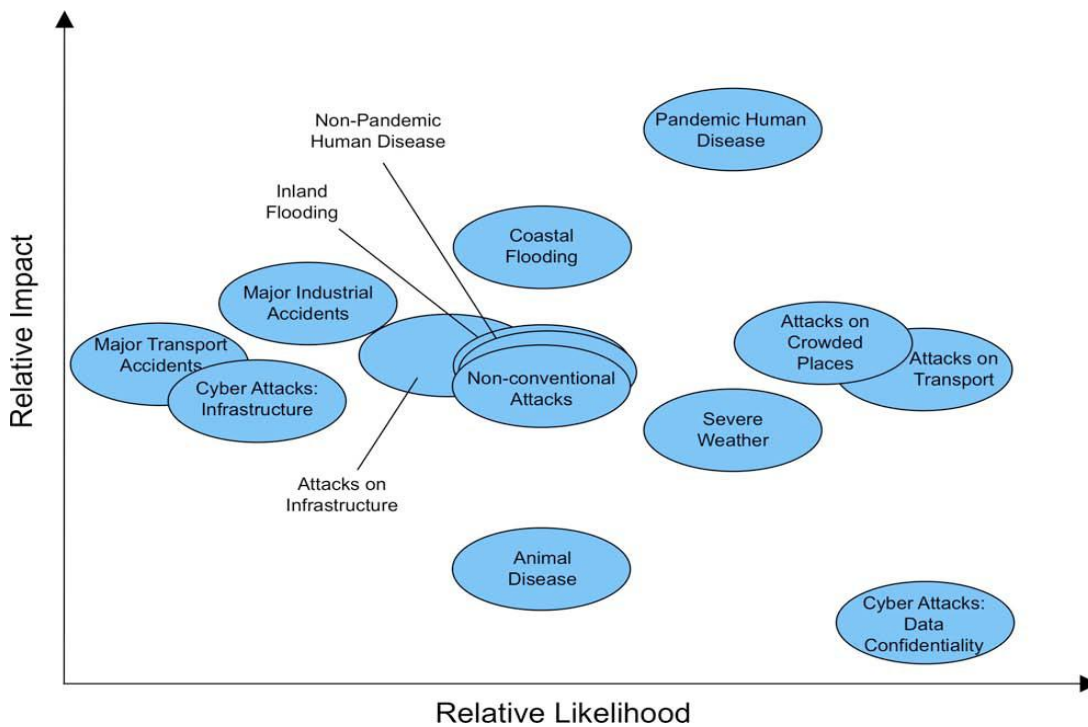 Pandemic Human
Disease
Non-Pandemic
Human Disease
Inland
Flooding
Coastal
Flooding
Major Industrial
Accidents
Major Transport
Accidents
Cyber Attacks:
Infrastructure
Non-conventional
Attacks
Attacks on
Crowded
Places
Attacks on
Transport
Severe
Weather
Attacks on
Infrastructure
Animal
Disease
Cyber Attacks:
Data
Confidentiality
Relative Impact
Relative Likelihood